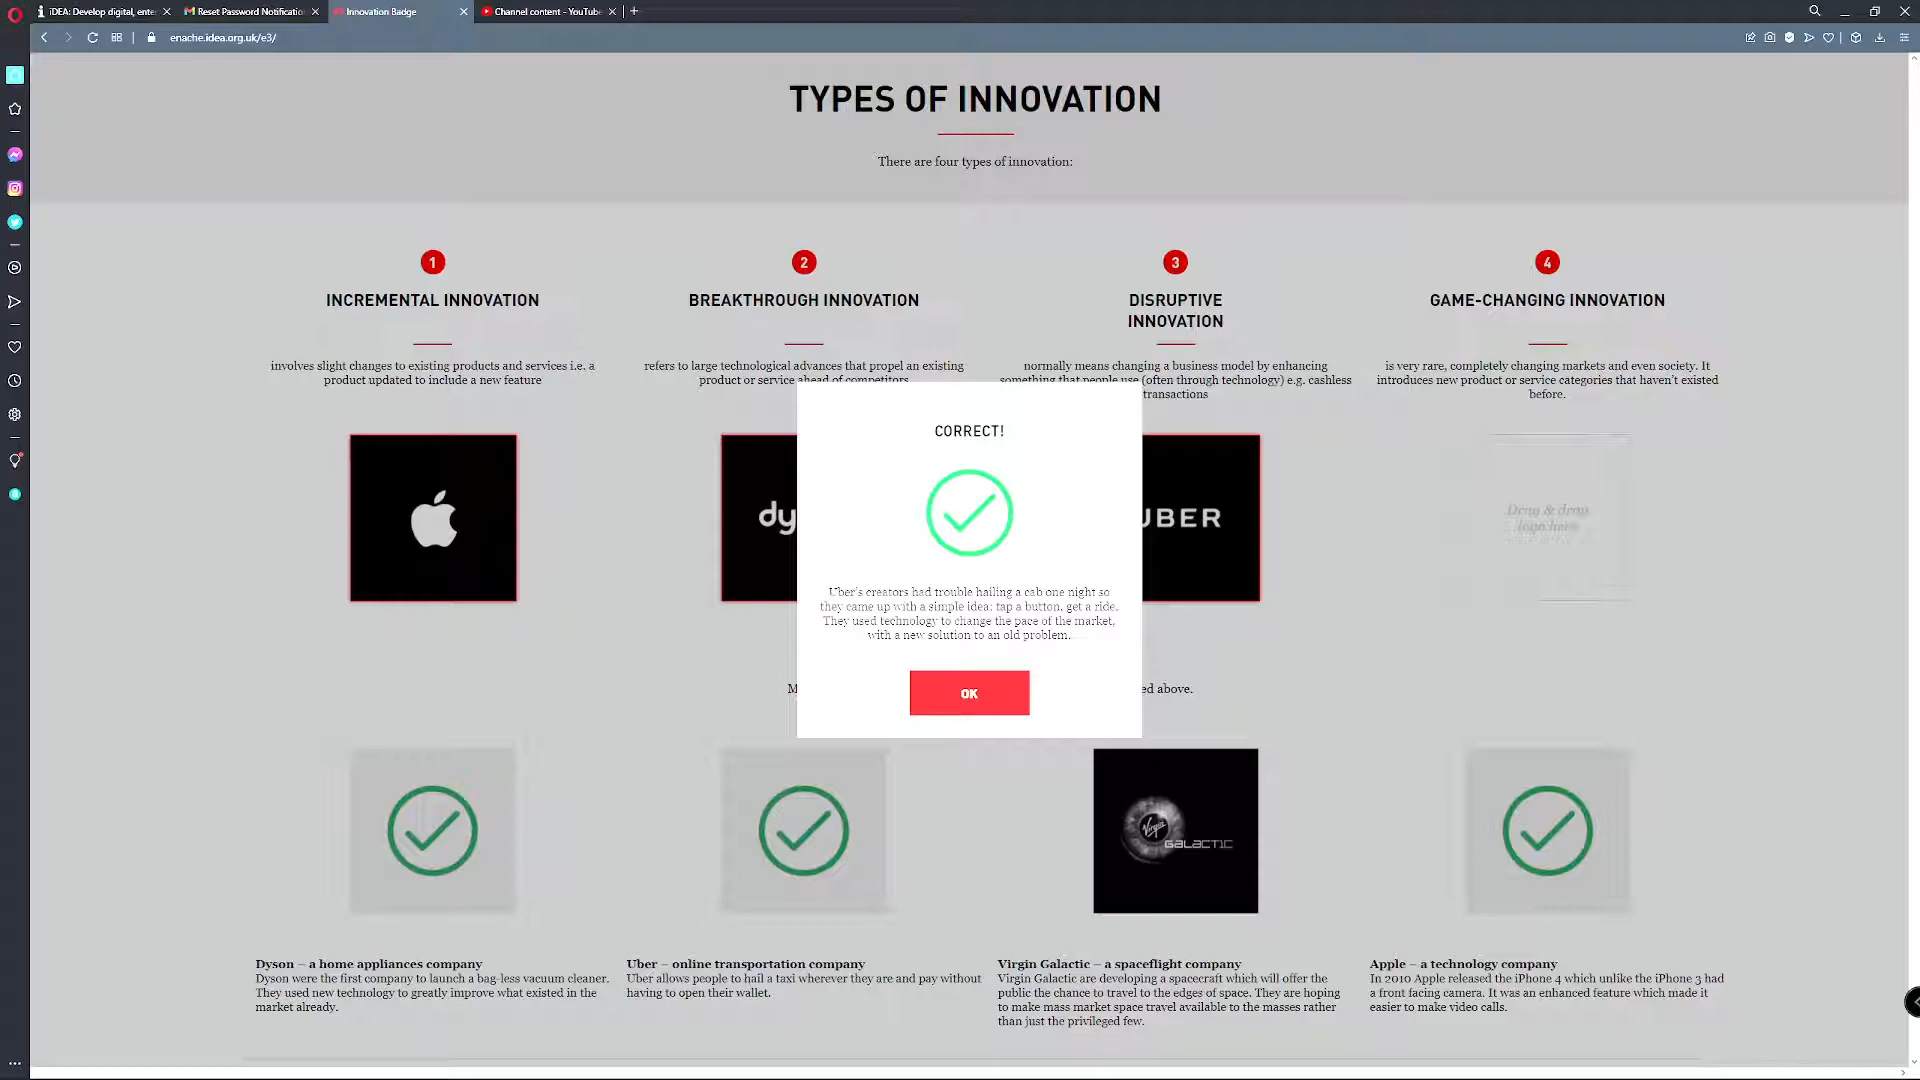 iDEA: Develop digital, ente
Reset Password Notificatio
Innovation Badge
Channel content - YouTube
enache.idea.org.uk/e3/
TYPES OF INNOVATION
There are four types of innovation:
1
INCREMENTAL INNOVATION
involves slight changes to existing products and services i.e. a
product updated to include a new feature
2
BREAKTHROUGH INNOVATION
refers to large technological advances that propel an existing
product or service ahead of competitors
3
DISRUPTIVE
INNOVATION
normally means changing a business model by enhancing
something that people use (often through technology) e.g. cashless
transactions
4
GAME-CHANGING INNOVATION
is very rare, completely changing markets and even society. It
introduces new product or service categories that haven't existed
before.
dy
UBER
Drag & drop
logo here
CORRECT!
Uber's creators had trouble hailing a cab one night so
they came up with a simple idea: tap a button, get a ride.
They used technology to change the pace of the market,
with a new solution to an old problem.
OK
M
ed above.
Virgin
GALACTIC
Dyson – a home appliances company
Dyson were the first company to launch a bag-less vacuum cleaner.
They used new technology to greatly improve what existed in the
market already.
Uber – online transportation company
Uber allows people to hail a taxi wherever they are and pay without
having to open their wallet.
Virgin Galactic – a spaceflight company
Virgin Galactic are developing a spacecraft which will offer the
public the chance to travel to the edges of space. They are hoping
to make mass market space travel available to the masses rather
than just the privileged few.
Apple – a technology company
In 2010 Apple released the iPhone 4 which unlike the iPhone 3 had
a front facing camera. It was an enhanced feature which made it
easier to make video calls.